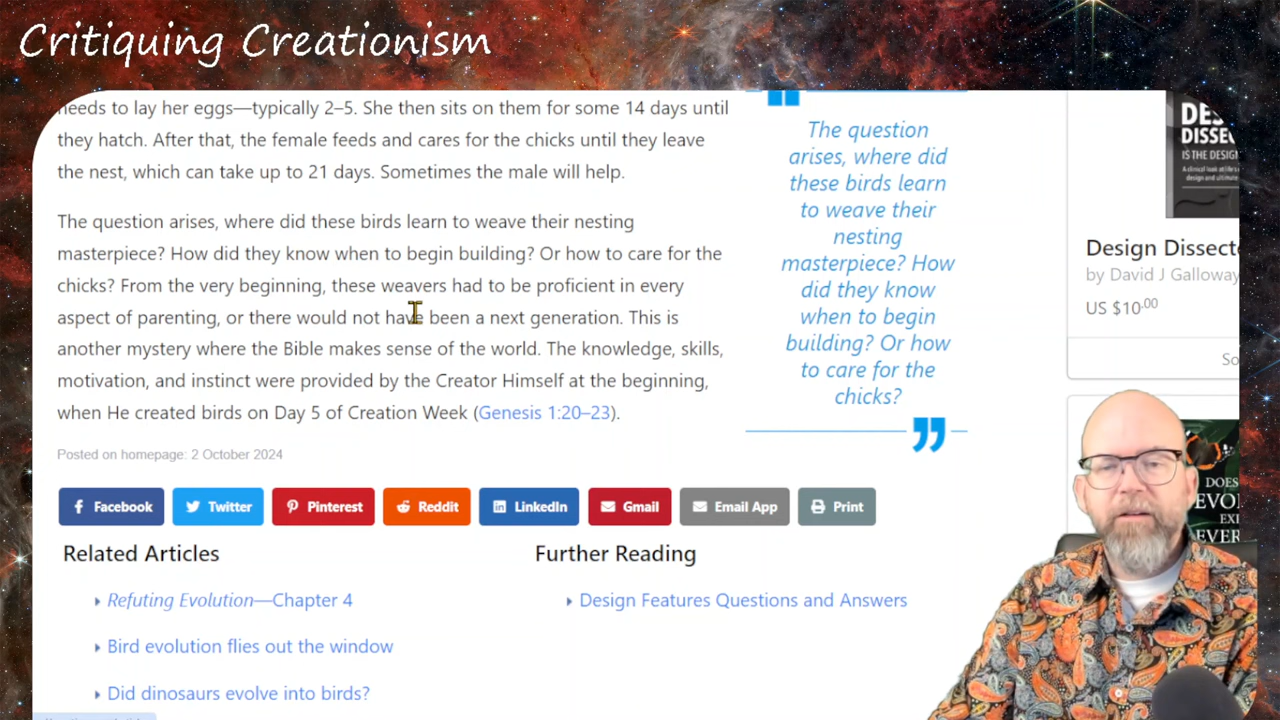 Critiquing Creationism
needs to lay her eggs—typically 2–5. She then sits on them for some 14 days until
they hatch. After that, the female feeds and cares for the chicks until they leave
the nest, which can take up to 21 days. Sometimes the male will help.
The question arises, where did these birds learn to weave their nesting
masterpiece? How did they know when to begin building? Or how to care for the
chicks? From the very beginning, these weavers had to be proficient in every
aspect of parenting, or there would not have been a next generation. This is
another mystery where the Bible makes sense of the world. The knowledge, skills,
motivation, and instinct were provided by the Creator Himself at the beginning,
when He created birds on Day 5 of Creation Week (Genesis 1:20–23).
Posted on homepage: 2 October 2024
Facebook
Twitter
Pinterest
Reddit
LinkedIn
Gmail
Email App
Print
Related Articles
Refuting Evolution—Chapter 4
Bird evolution flies out the window
Did dinosaurs evolve into birds?
Further Reading
Design Features Questions and Answers
The question
arises, where did
these birds learn
to weave their
nesting
masterpiece? How
did they know
when to begin
building? Or how
to care for the
chicks?
”
DISSEC
IS THE DESIGN
Design Dissecte
by David J Galloway
US $10.00
So
DOES
EVOL
EX
EVER